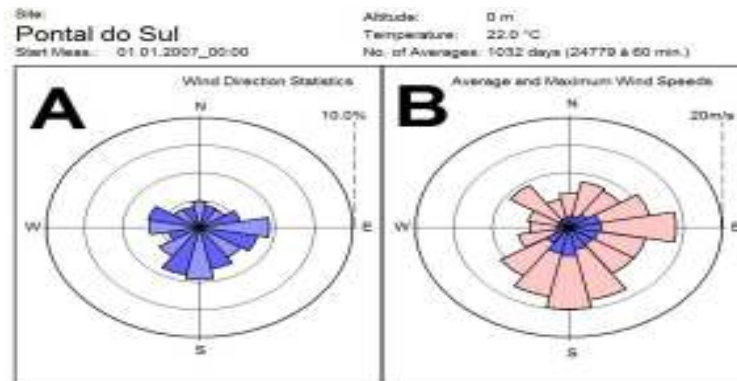 Site:
Pontal do Sul
Start Meas. 01.01.2007_00:00
Altitude: 0 m
Temperature: 22.0 °C
No. of Averages: 1032 days (24779 à 60 min.)
A
Wind Direction Statistics
N
10.0%
W
E
S
B
Average and Maximum Wind Speeds
N
20m/s
W
E
S